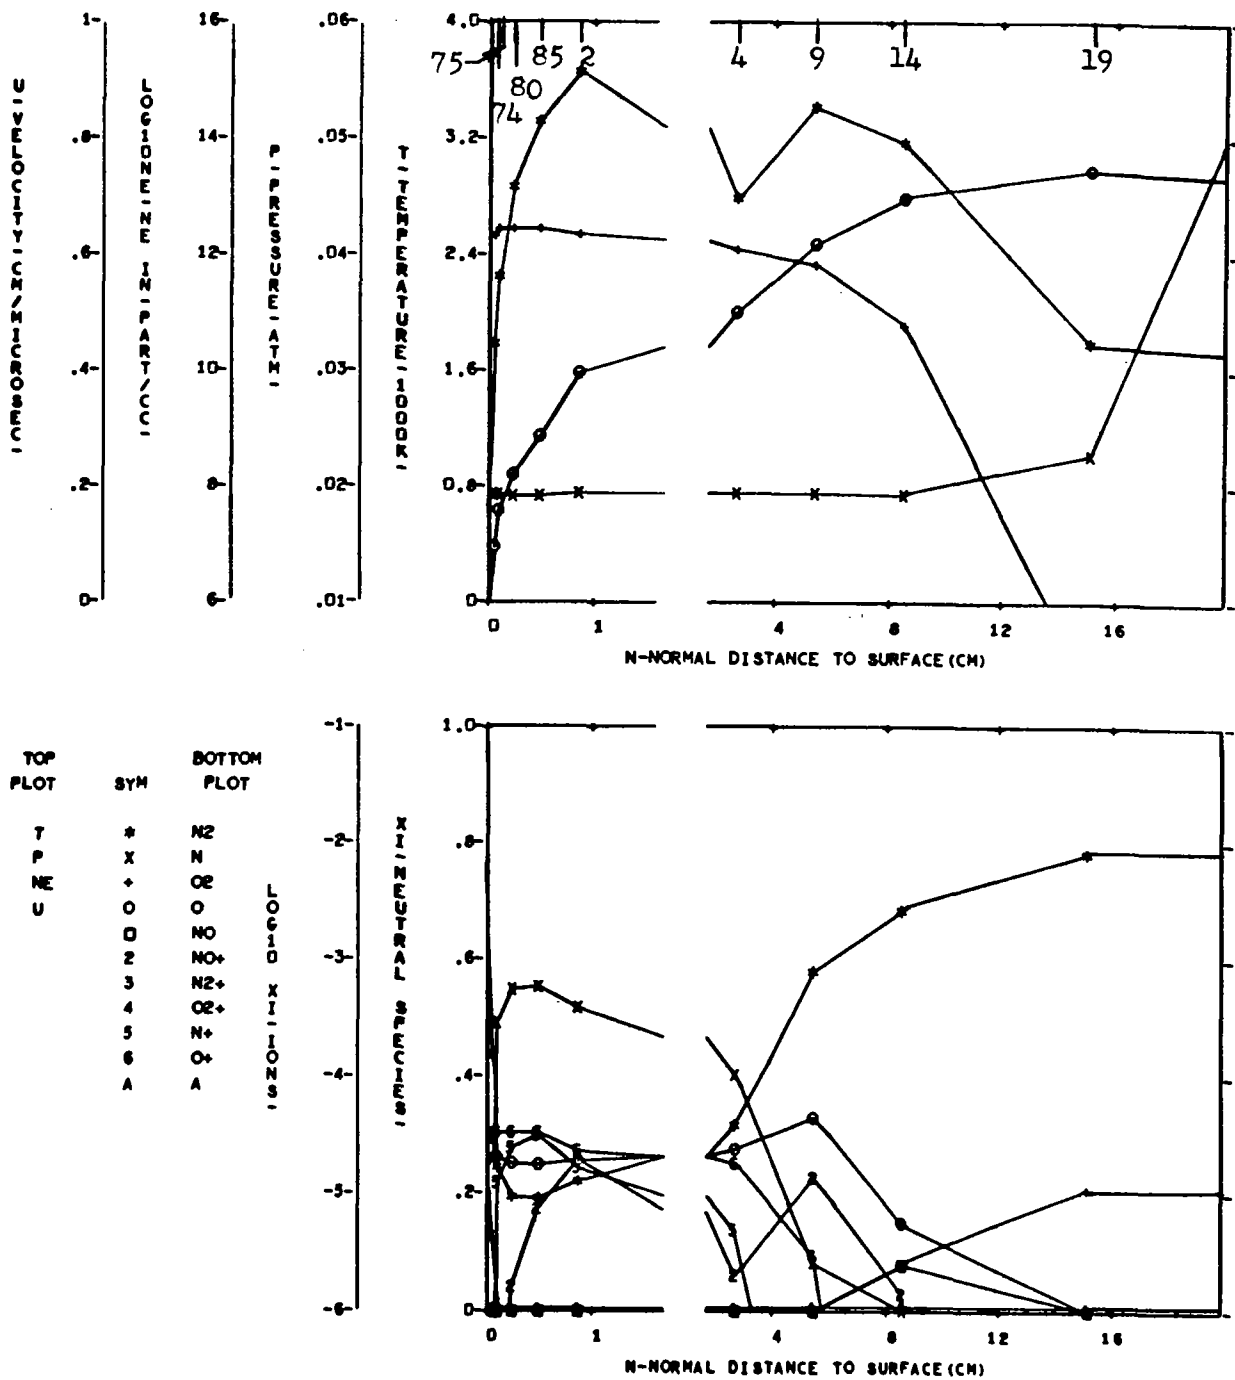 1- 16- .06- 4.0
75 74 80 85 2 4 9 14 19
.8- 14- .05- 3.2-
.6- 12- .04- 2.4-
.4- 10- .03- 1.6-
.2- 8- .02- 0.8-
0- 6- .01- 0-
U-VELOCITY-CM/MICROSEC-
LOG10NE-NE IN-PART/CC-
P-PRESSURE-ATM-
T-TEMPERATURE-1000K-
0 1 4 8 12 16
N-NORMAL DISTANCE TO SURFACE(CM)
TOP PLOT SYM BOTTOM PLOT
T * N2
P X N
NE + O2
U O O
□ NO
2 NO+
3 N2+
4 O2+
5 N+
6 O+
A A
LOG10 XI-IONS-
XI-NEUTRAL SPECIES-
-1- 1.0
-2- .8-
-3- .6-
-4- .4-
-5- .2-
-6- 0
0 1 4 8 12 16
N-NORMAL DISTANCE TO SURFACE(CM)